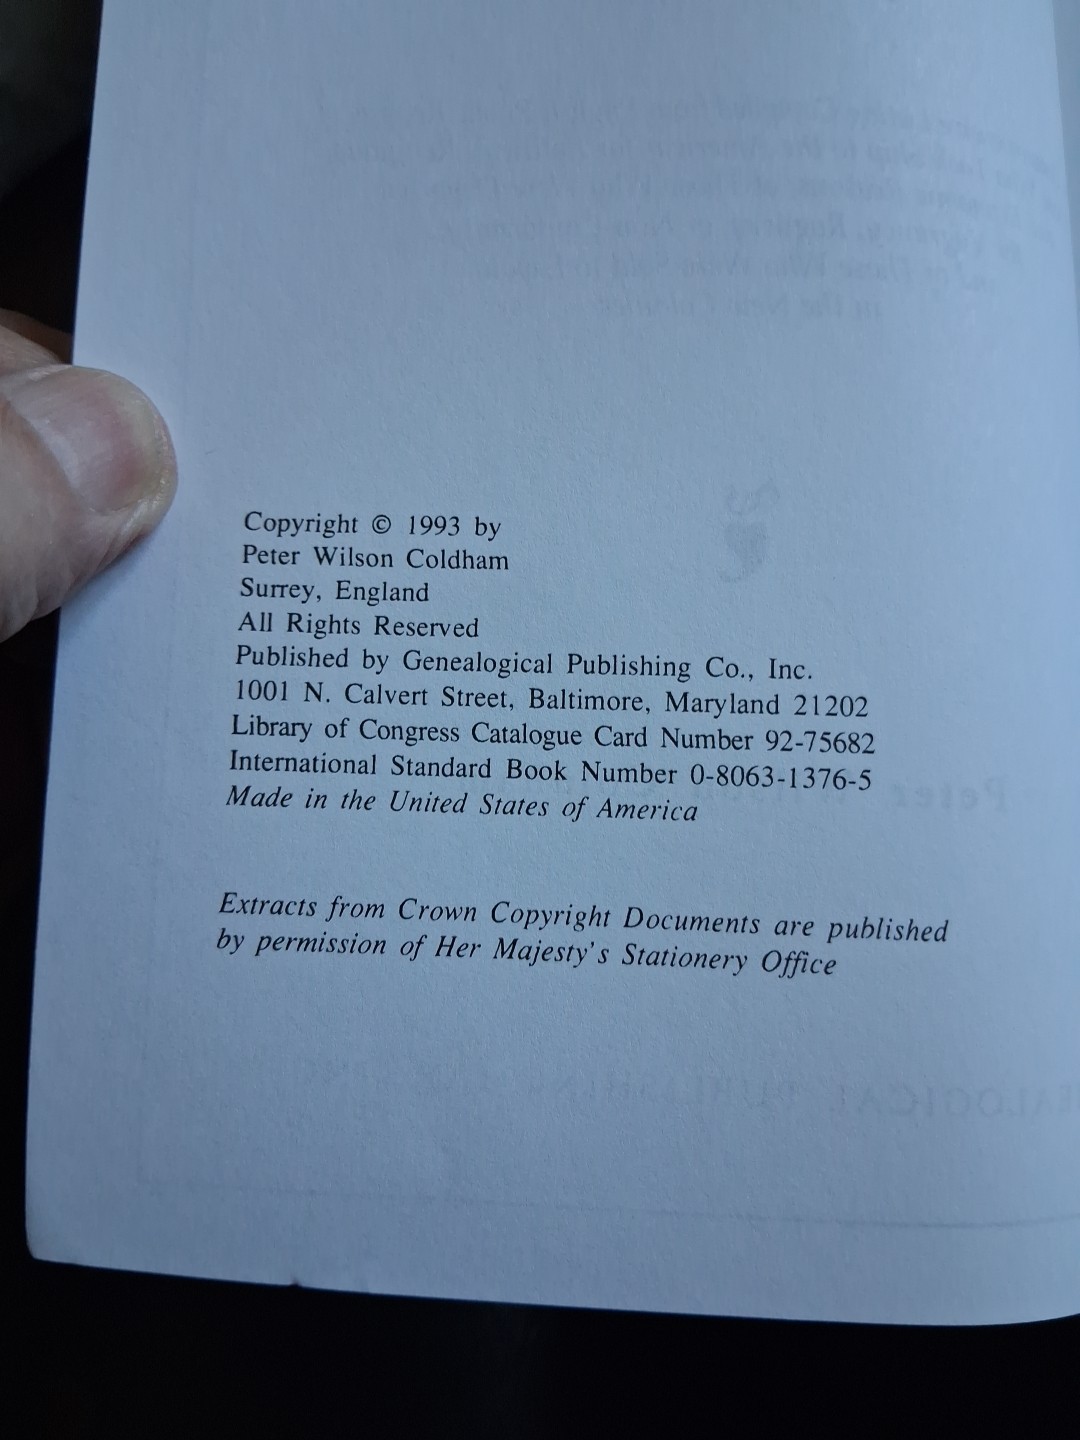 Copyright © 1993 by
Peter Wilson Coldham
Surrey, England
All Rights Reserved
Published by Genealogical Publishing Co., Inc.
1001 N. Calvert Street, Baltimore, Maryland 21202
Library of Congress Catalogue Card Number 92-75682
International Standard Book Number 0-8063-1376-5
Made in the United States of America
Extracts from Crown Copyright Documents are published
by permission of Her Majesty's Stationery Office